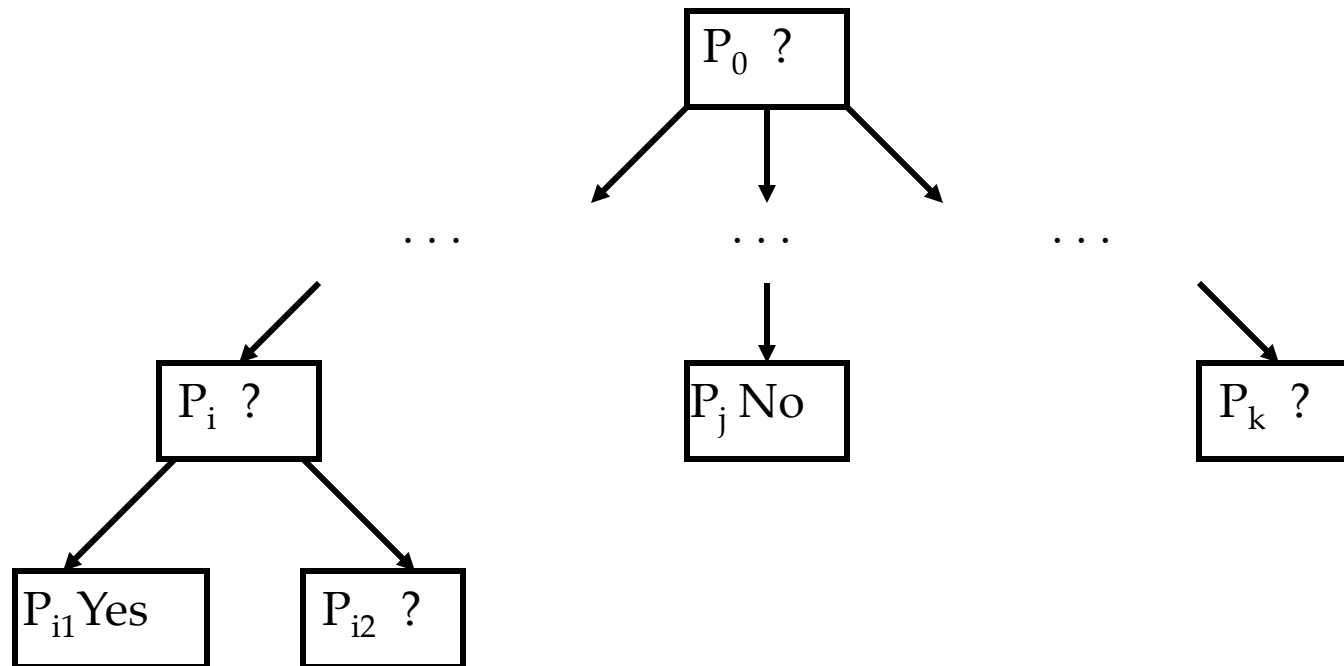 P₀ ?
. . . . . . . . .
Pᵢ ? Pⱼ No Pₖ ?
Pᵢ₁ Yes Pᵢ₂ ?